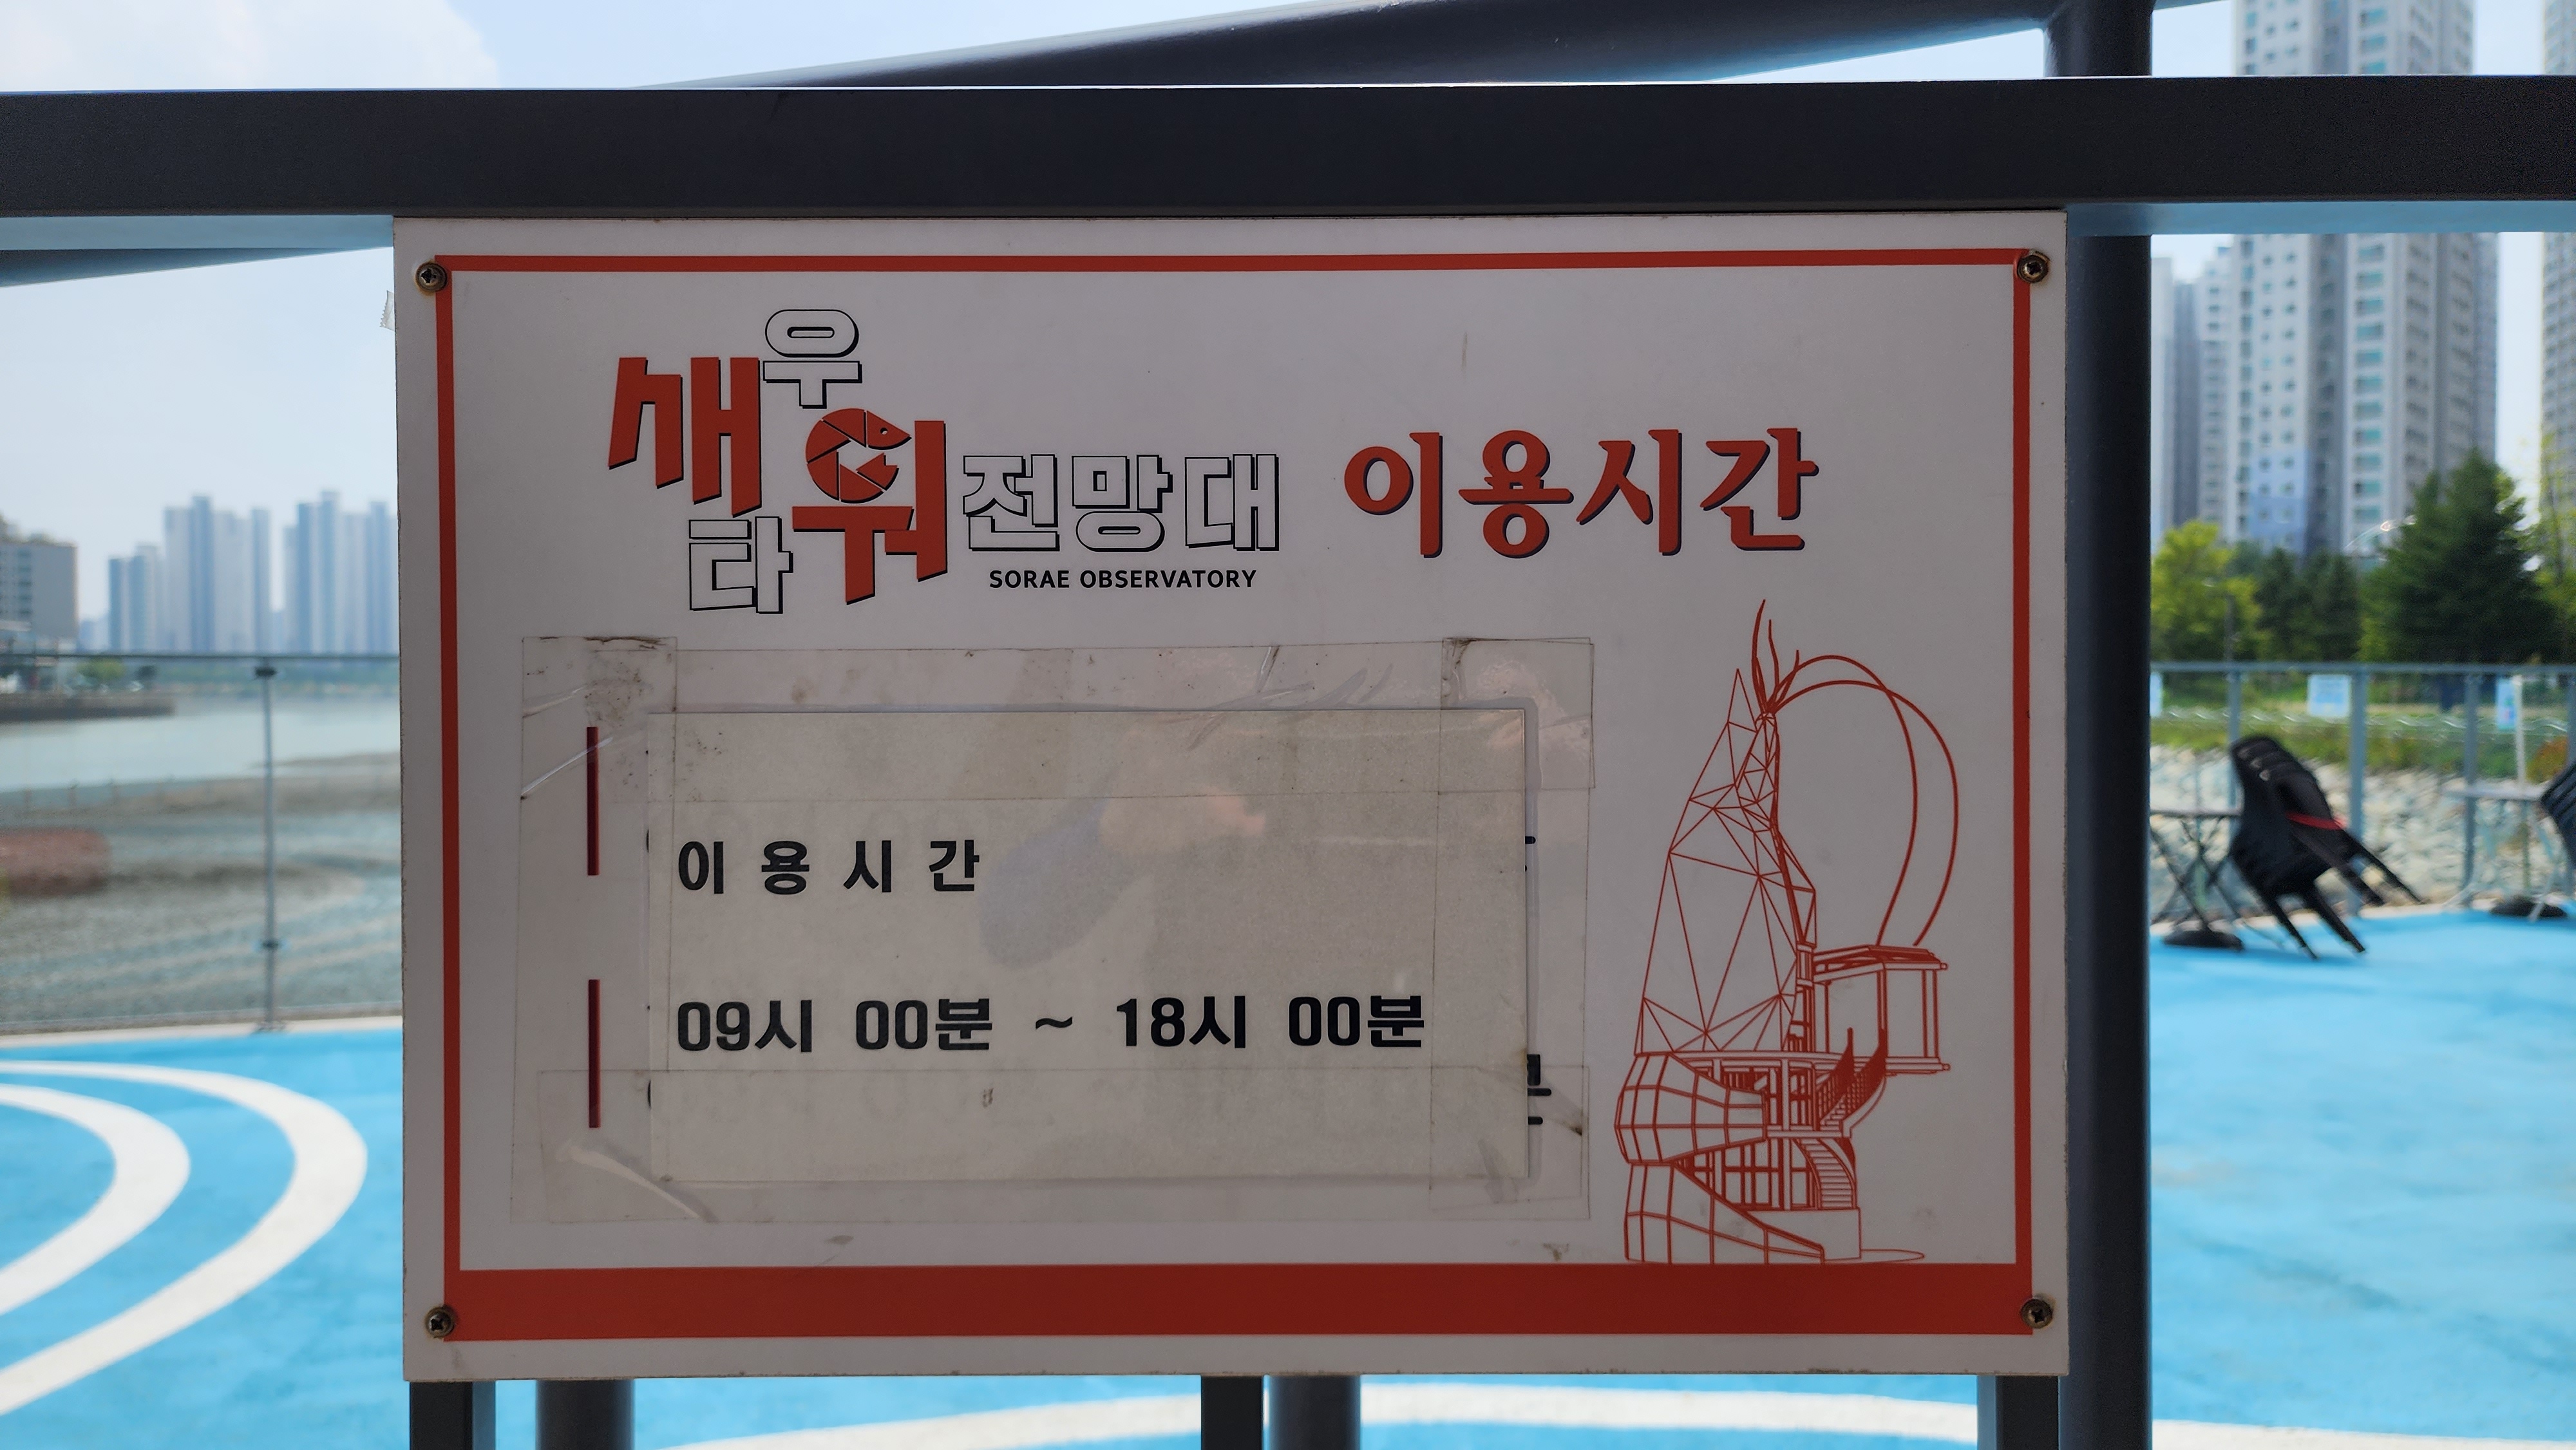 새우타워전망대 이용시간
SORAE OBSERVATORY
이 용 시 간
09시 00분 ~ 18시 00분